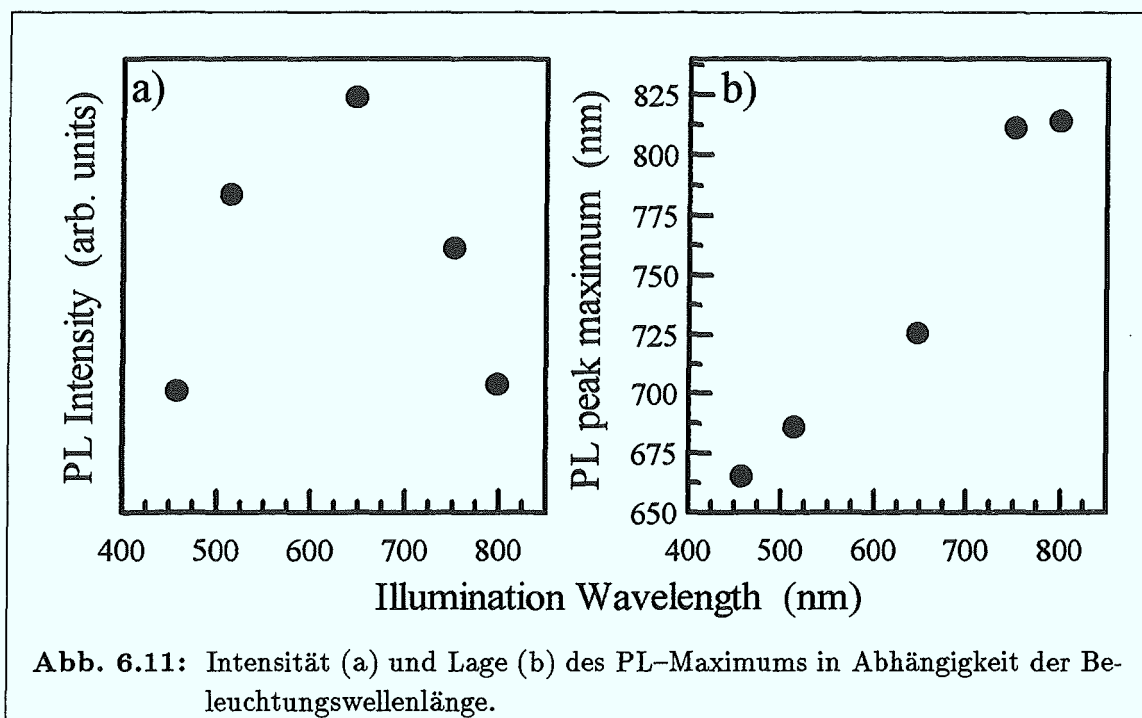 a)
PL Intensity (arb. units)
400 500 600 700 800
b)
PL peak maximum (nm)
825
800
775
750
725
700
675
650
400 500 600 700 800
Illumination Wavelength (nm)
Abb. 6.11: Intensität (a) und Lage (b) des PL–Maximums in Abhängigkeit der Be-
leuchtungswellenlänge.